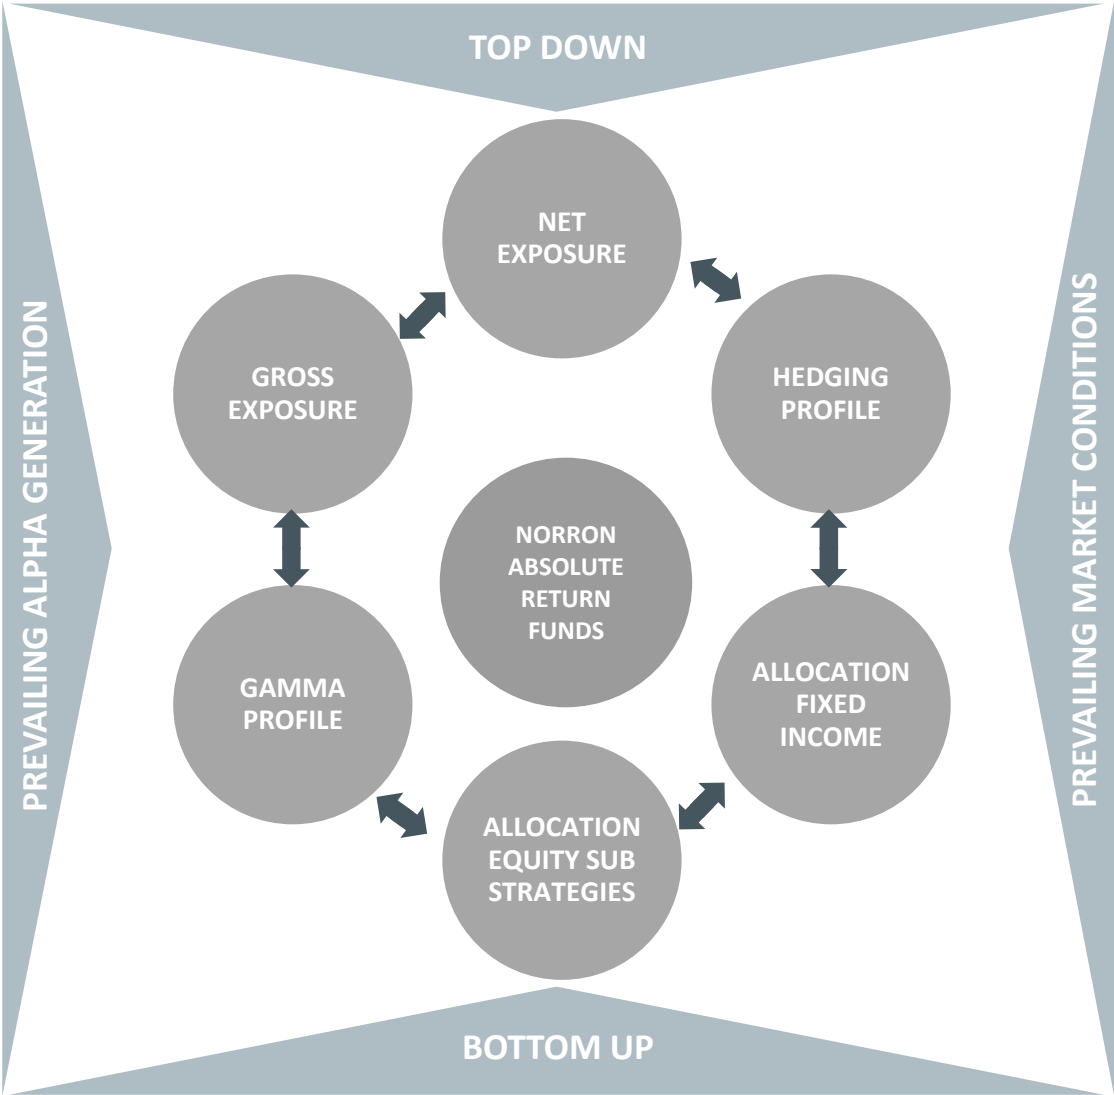 TOP DOWN
NET
EXPOSURE
GROSS
EXPOSURE
HEDGING
PROFILE
PREVAILING ALPHA GENERATION
PREVAILING MARKET CONDITIONS
NORRON
ABSOLUTE
RETURN
FUNDS
GAMMA
PROFILE
ALLOCATION
FIXED
INCOME
ALLOCATION
EQUITY SUB
STRATEGIES
BOTTOM UP